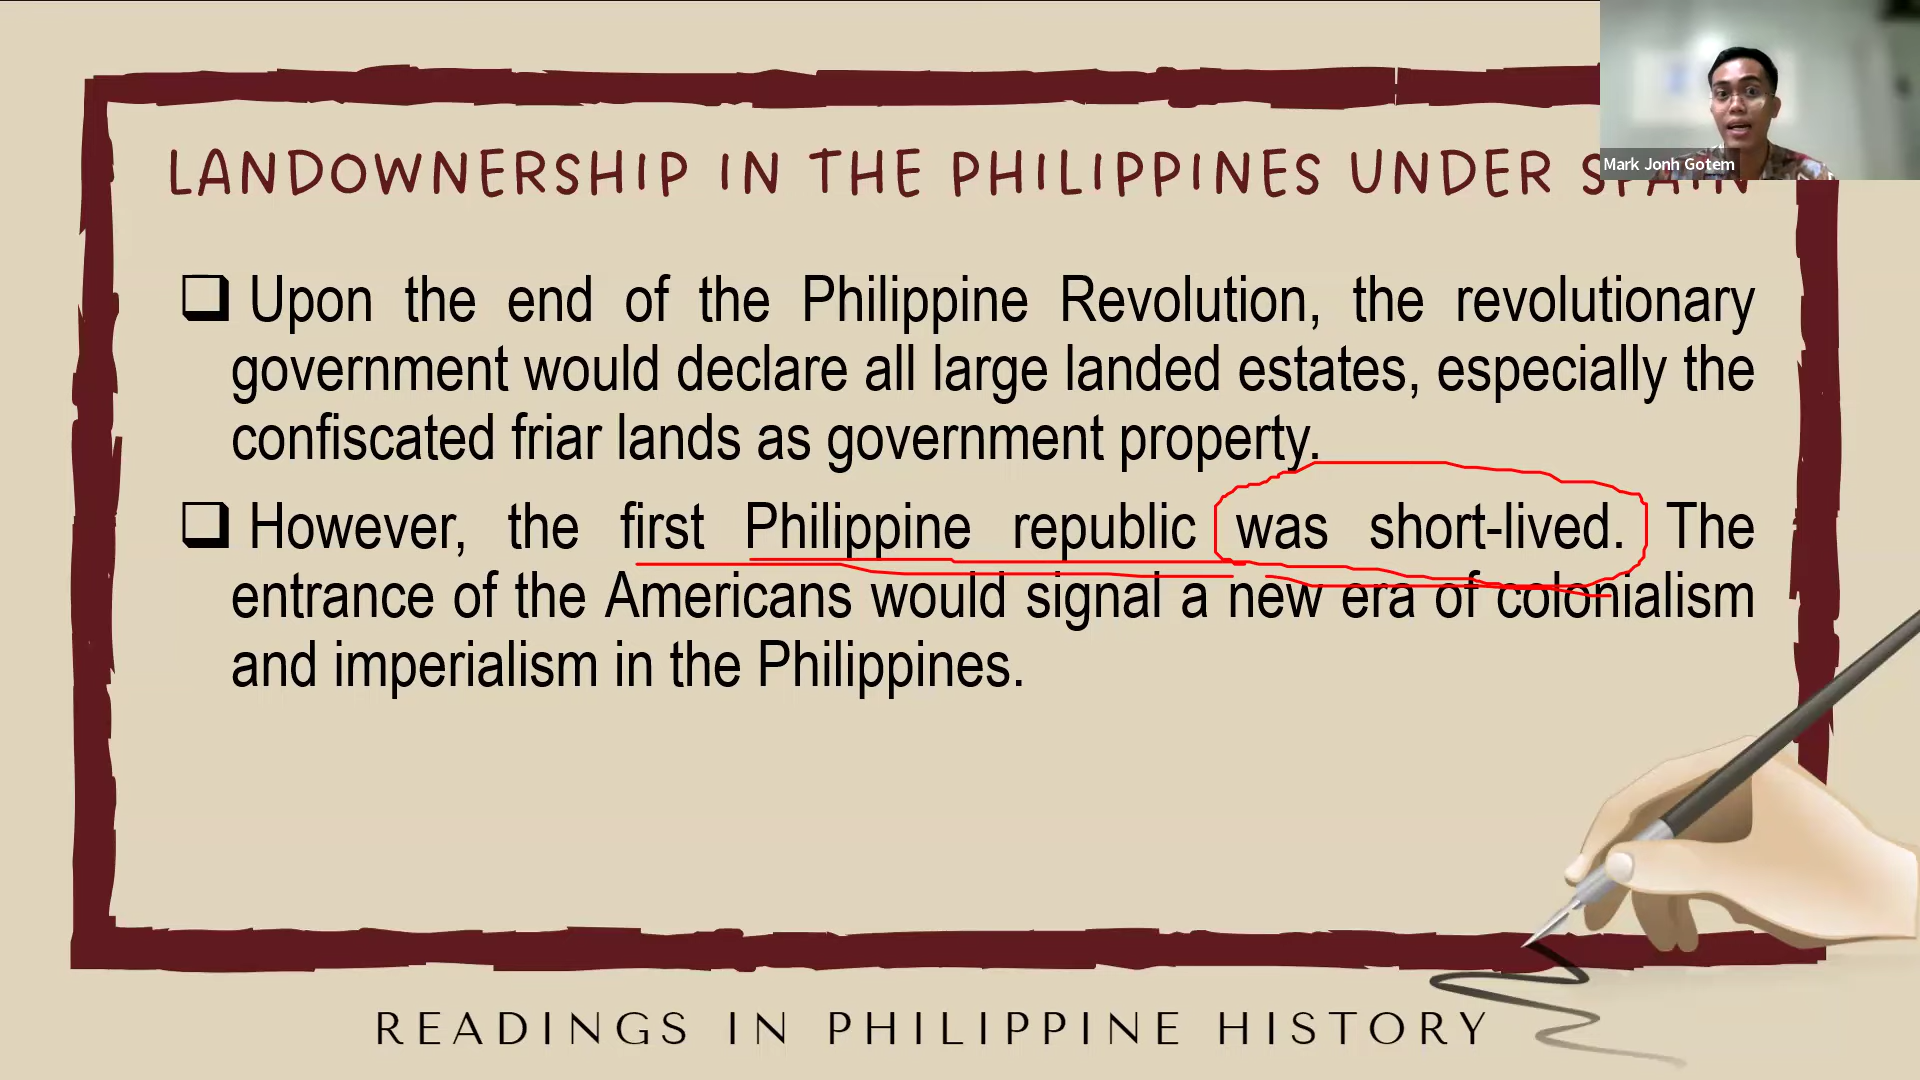 LANDOWNERSHIP IN THE PHILIPPINES UNDER SPAIN
Mark Jonh Gotem
Upon the end of the Philippine Revolution, the revolutionary
government would declare all large landed estates, especially the
confiscated friar lands as government property.
However, the first Philippine republic was short-lived. The
entrance of the Americans would signal a new era of colonialism
and imperialism in the Philippines.
READINGS IN PHILIPPINE HISTORY